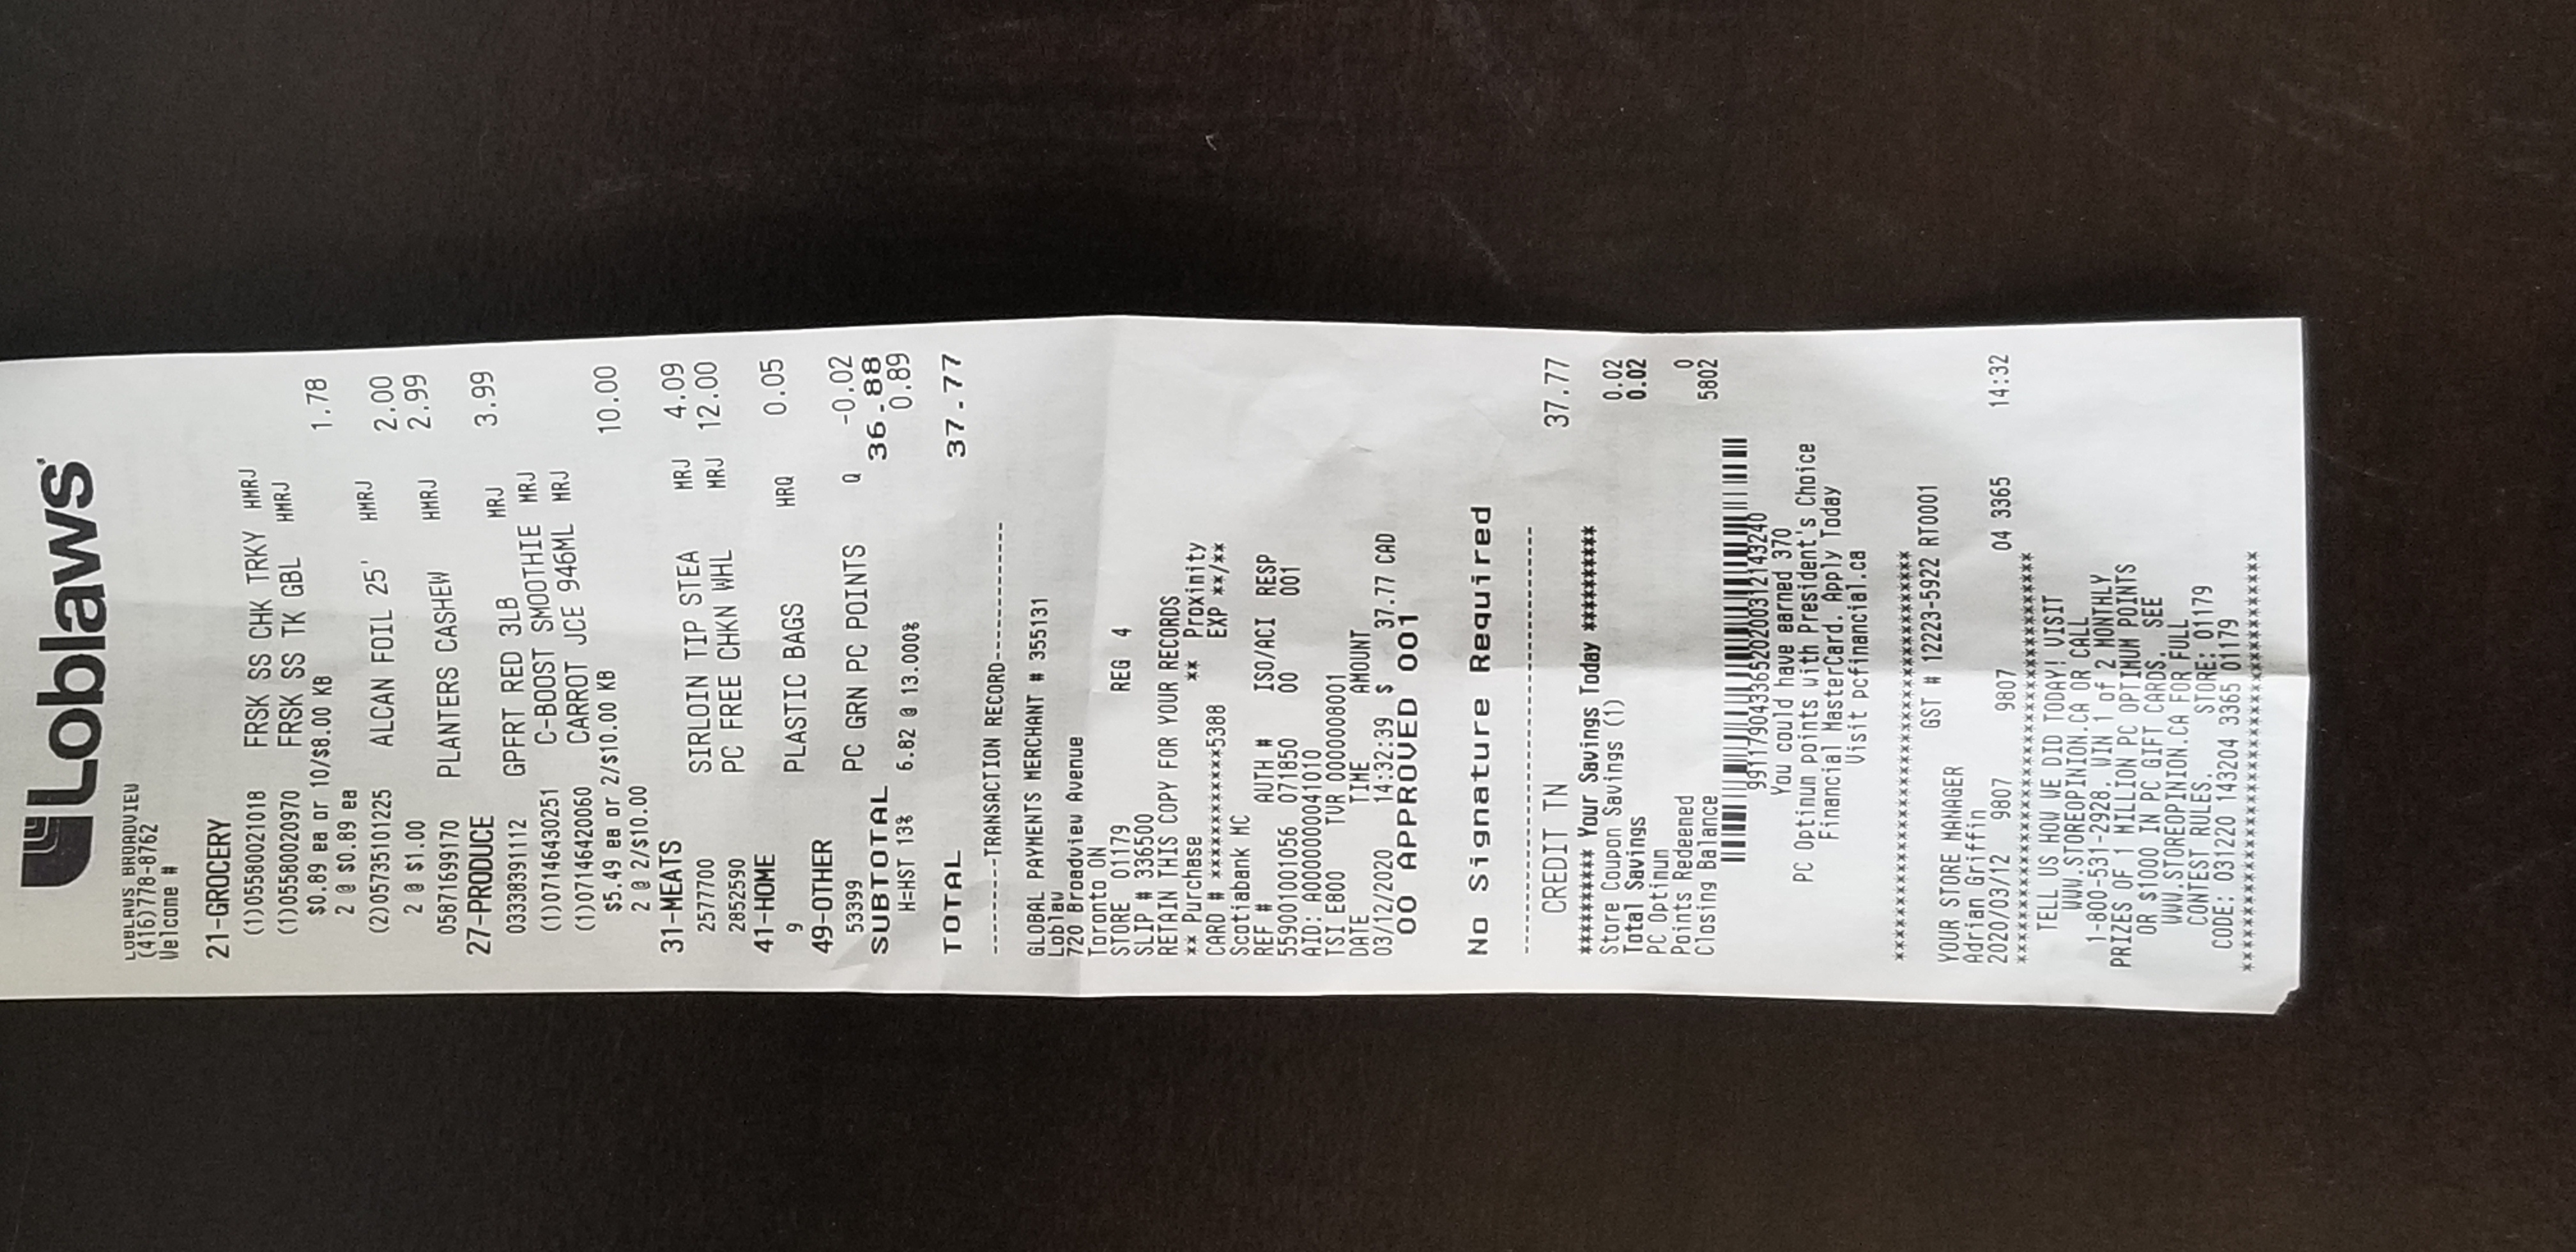 Loblaws
LOBLAWS BROADVIEW
(416)778-8762
Welcome #
21-GROCERY
(1)05580021018 FRSK SS CHK TRKY HMRJ
(1)05580020970 FRSK SS TK GBL HMRJ
$0.89 ea or 10/$8.00 KB
2 @ $0.89 ea 1.78
(2)05735101225 ALCAN FOIL 25' HMRJ
2 @ $1.00 2.00
05871699170 PLANTERS CASHEW HMRJ 2.99
27-PRODUCE
03338391112 GPFRT RED 3LB MRJ 3.99
(1)07146430251 C-BOOST SMOOTHIE MRJ
(1)07146420060 CARROT JCE 946ML MRJ
$5.49 ea or 2/$10.00 KB
2 @ 2/$10.00 10.00
31-MEATS
2577700 SIRLOIN TIP STEA MRJ 4.09
2852590 PC FREE CHKN WHL MRJ 12.00
41-HOME
9 PLASTIC BAGS HRQ 0.05
49-OTHER
53399 PC GRN PC POINTS Q -0.02
SUBTOTAL 36.88
H=HST 13% 6.82 @ 13.000% 0.89
TOTAL 37.77
---------TRANSACTION RECORD-------------
GLOBAL PAYMENTS MERCHANT # 355131
Loblaw
720 Broadview Avenue
Toronto ON
STORE 01179 REG 4
SLIP # 336500
RETAIN THIS COPY FOR YOUR RECORDS
** Purchase ** Proximity
CARD # ************5388 EXP **/**
Scotiabank MC
REF # AUTH # ISO/ACI RESP
559001001056 071850 00 001
AID: A0000000041010
TSI E800 TVR 0000008001
DATE TIME AMOUNT
03/12/2020 14:32:39 $ 37.77 CAD
00 APPROVED 001
No Signature Required
----------------------------------------
CREDIT TN 37.77
********** Your Savings Today **********
Store Coupon Savings (1) 0.02
Total Savings 0.02
PC Optimum
Points Redeemed 0
Closing Balance 5802
99117904336520200312143240
You could have earned 370
PC Optimum points with President's Choice
Financial MasterCard. Apply Today
Visit pcfinancial.ca
****************************************
GST # 12223-5922 RT0001
YOUR STORE MANAGER
Adrian Griffin
2020/03/12 9807 9807 04 3365 14:32
****************************************
TELL US HOW WE DID TODAY! VISIT
WWW.STOREOPINION.CA OR CALL
1-800-531-2928. WIN 1 of 2 MONTHLY
PRIZES OF 1 MILLION PC OPTIMUM POINTS
OR $1000 IN PC GIFT CARDS. SEE
WWW.STOREOPINION.CA FOR FULL
CONTEST RULES. STORE: 01179
CODE: 031220 143204 3365 01179
****************************************